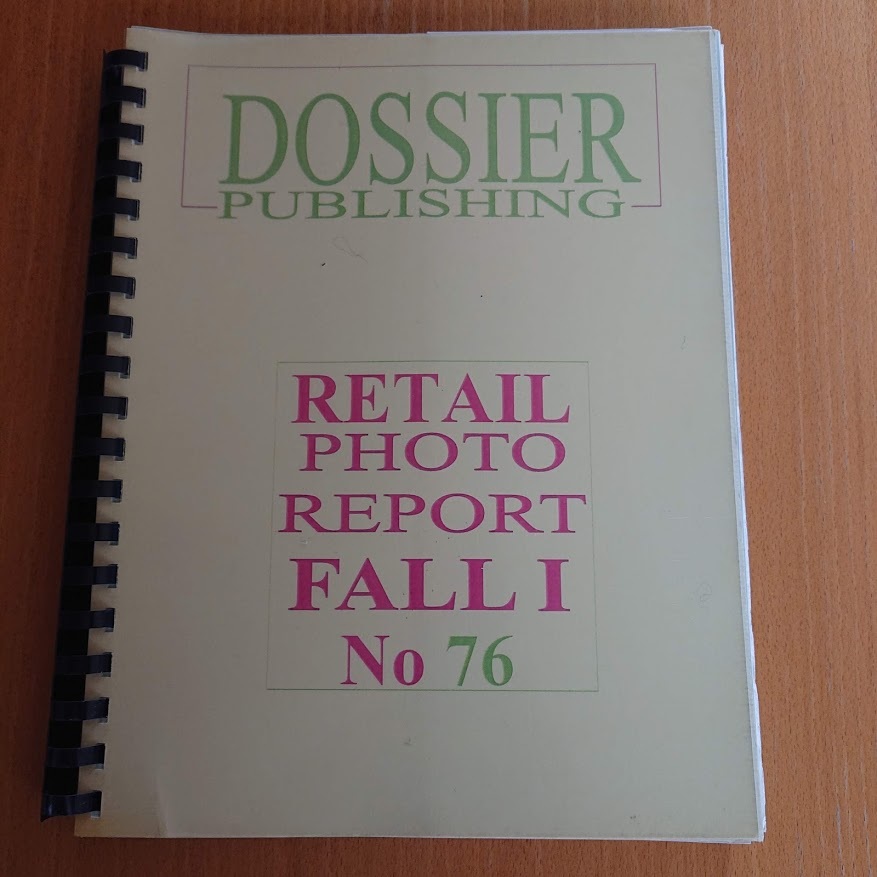 DOSSIER
PUBLISHING
RETAIL
PHOTO
REPORT
FALL I
No 76